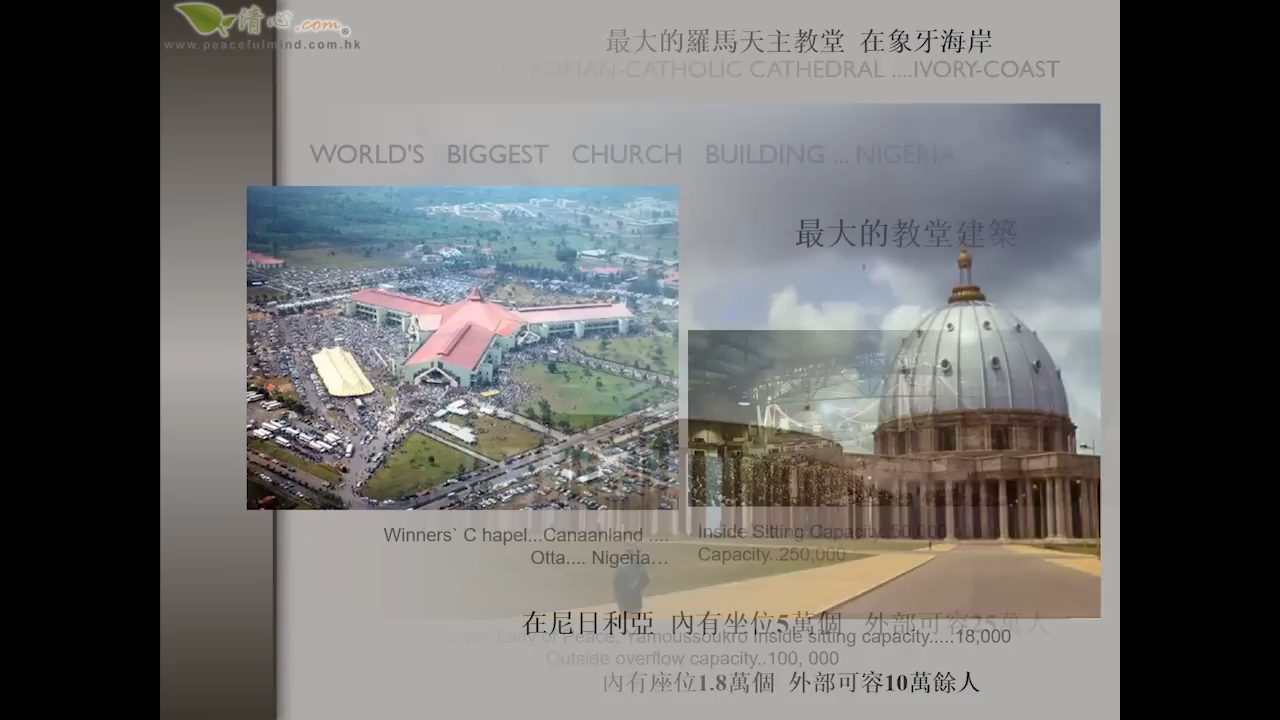 清心.com
www.peacefulmind.com.hk
最大的羅馬天主教堂 在象牙海岸
ROMAN-CATHOLIC CATHEDRAL ....IVORY-COAST
WORLD'S BIGGEST CHURCH BUILDING ... NIGERIA
最大的教堂建築
Winners` C hapel...Canaanland ....
Otta.... Nigeria...
Inside Sitting Capacity..50,000
Capacity..250,000
在尼日利亞 內有坐位5萬個 外部可容25萬人
Lady of Peace, Yamoussoukro Inside sitting capacity.....18,000
Outside overflow capacity..100, 000
內有座位1.8萬個 外部可容10萬餘人